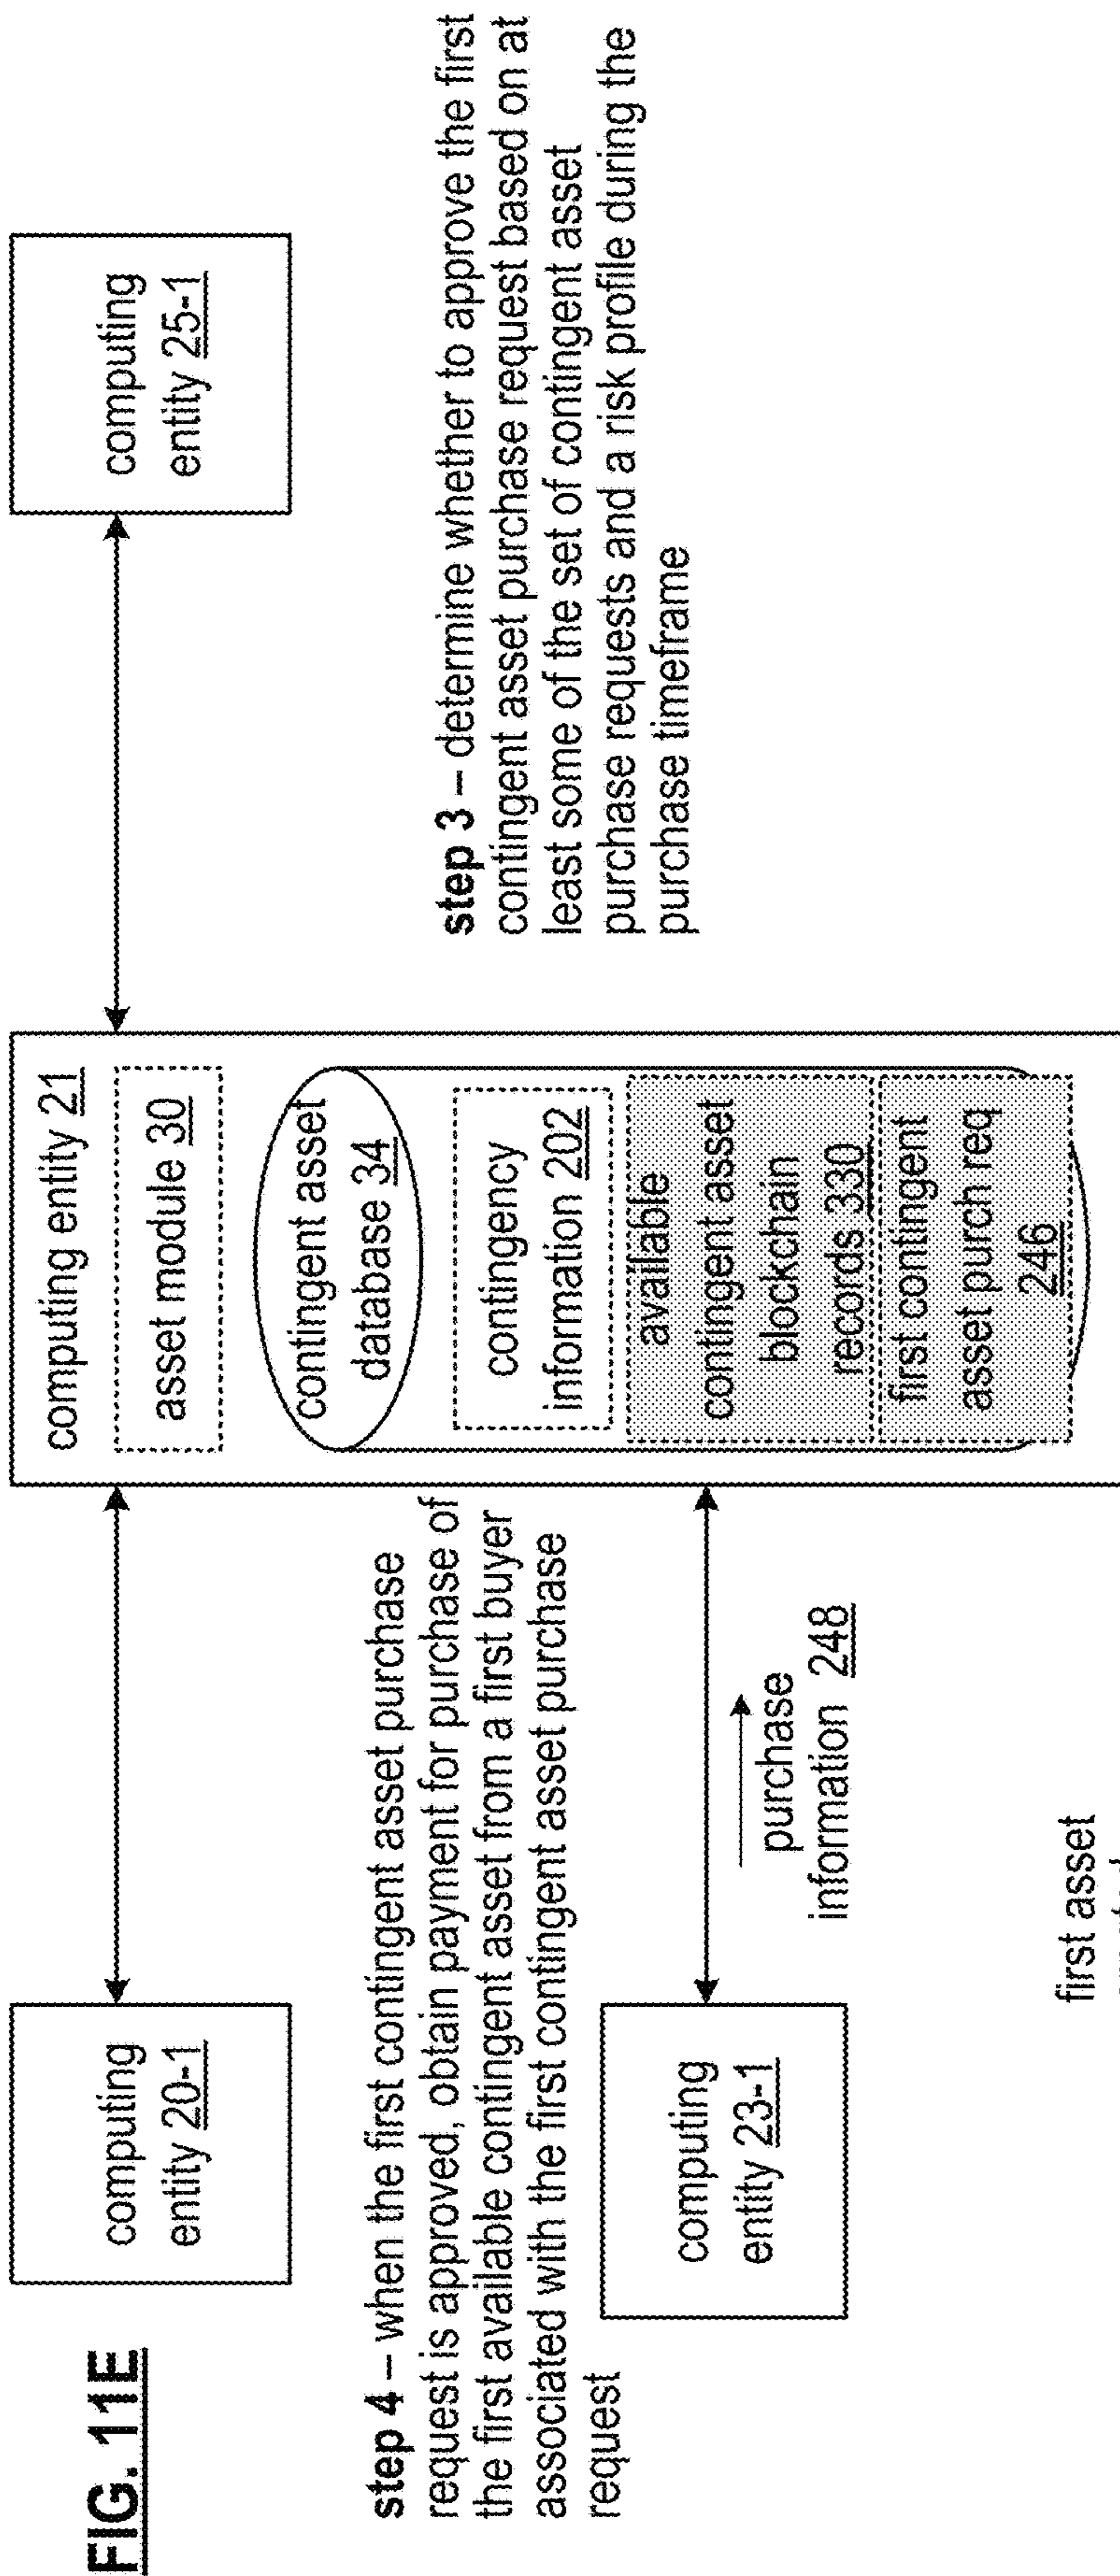 FIG. 11E
computing
entity 20-1
computing entity 21
asset module 30
computing
entity 25-1
step 4 – when the first contingent asset purchase
request is approved, obtain payment for purchase of
the first available contingent asset from a first buyer
associated with the first contingent asset purchase
request
contingent asset
database 34
contingency
information 202
available
contingent asset
blockchain
records 330
first contingent
asset purch req
246
step 3 – determine whether to approve the first
contingent asset purchase request based on at
least some of the set of contingent asset
purchase requests and a risk profile during the
purchase timeframe
computing
entity 23-1
purchase
information 248
first asset